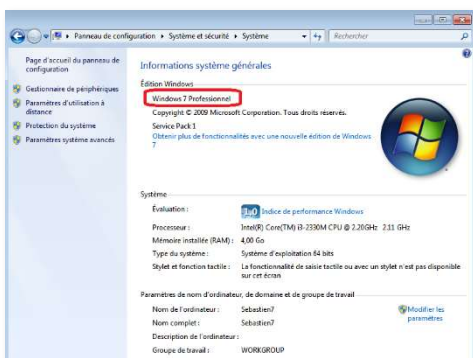 Panneau de configuration ▸ Système et sécurité ▸ Système
Rechercher
Page d'accueil du panneau de configuration
Gestionnaire de périphériques
Paramètres d'utilisation à distance
Protection du système
Paramètres système avancés
Informations système générales
Édition Windows
Windows 7 Professionnel
Copyright © 2009 Microsoft Corporation. Tous droits réservés.
Service Pack 1
Obtenir plus de fonctionnalités avec une nouvelle édition de Windows
7
Système
Évaluation :
Indice de performance Windows
Processeur : Intel(R) Core(TM) i3-2330M CPU @ 2.20GHz 2.11 GHz
Mémoire installée (RAM) : 4,00 Go
Type du système : Système d'exploitation 64 bits
Stylet et fonction tactile : La fonctionnalité de saisie tactile ou avec un stylet n'est pas disponible
sur cet écran
Paramètres de nom d'ordinateur, de domaine et de groupe de travail
Nom de l'ordinateur : Sebastien7
Modifier les
paramètres
Nom complet : Sebastien7
Description de l'ordinateur :
Groupe de travail : WORKGROUP